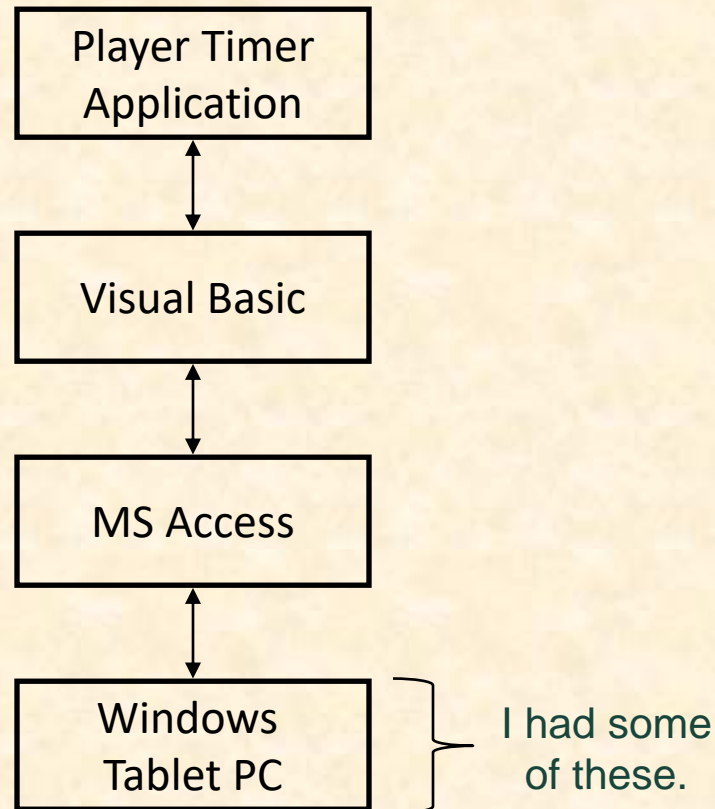 Player Timer
Application
Visual Basic
MS Access
Windows
Tablet PC
I had some
of these.